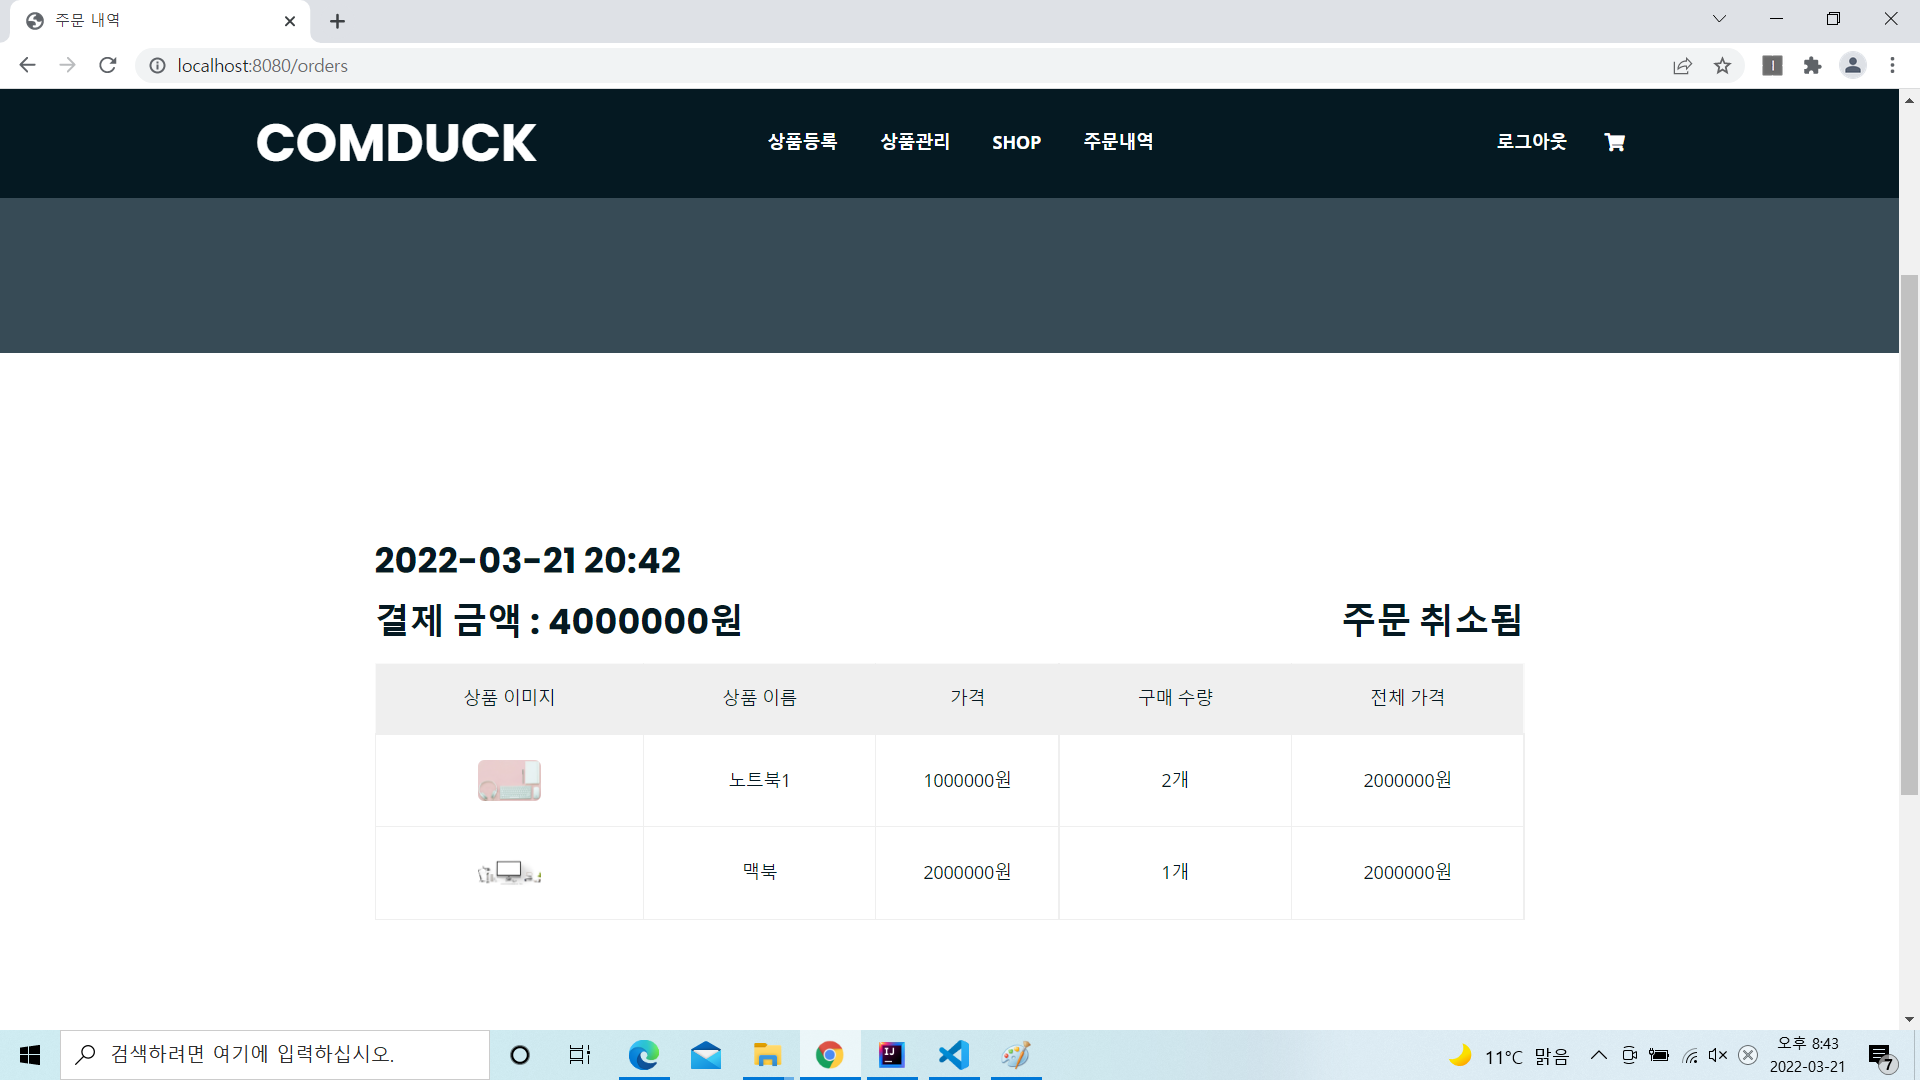 주문 내역
localhost:8080/orders
COMDUCK
상품등록 상품관리 SHOP 주문내역 로그아웃
2022-03-21 20:42
결제 금액 : 4000000원 주문 취소됨
상품 이미지 상품 이름 가격 구매 수량 전체 가격
노트북1 1000000원 2개 2000000원
맥북 2000000원 1개 2000000원
검색하려면 여기에 입력하십시오.
11°C 맑음
오후 8:43
2022-03-21
7